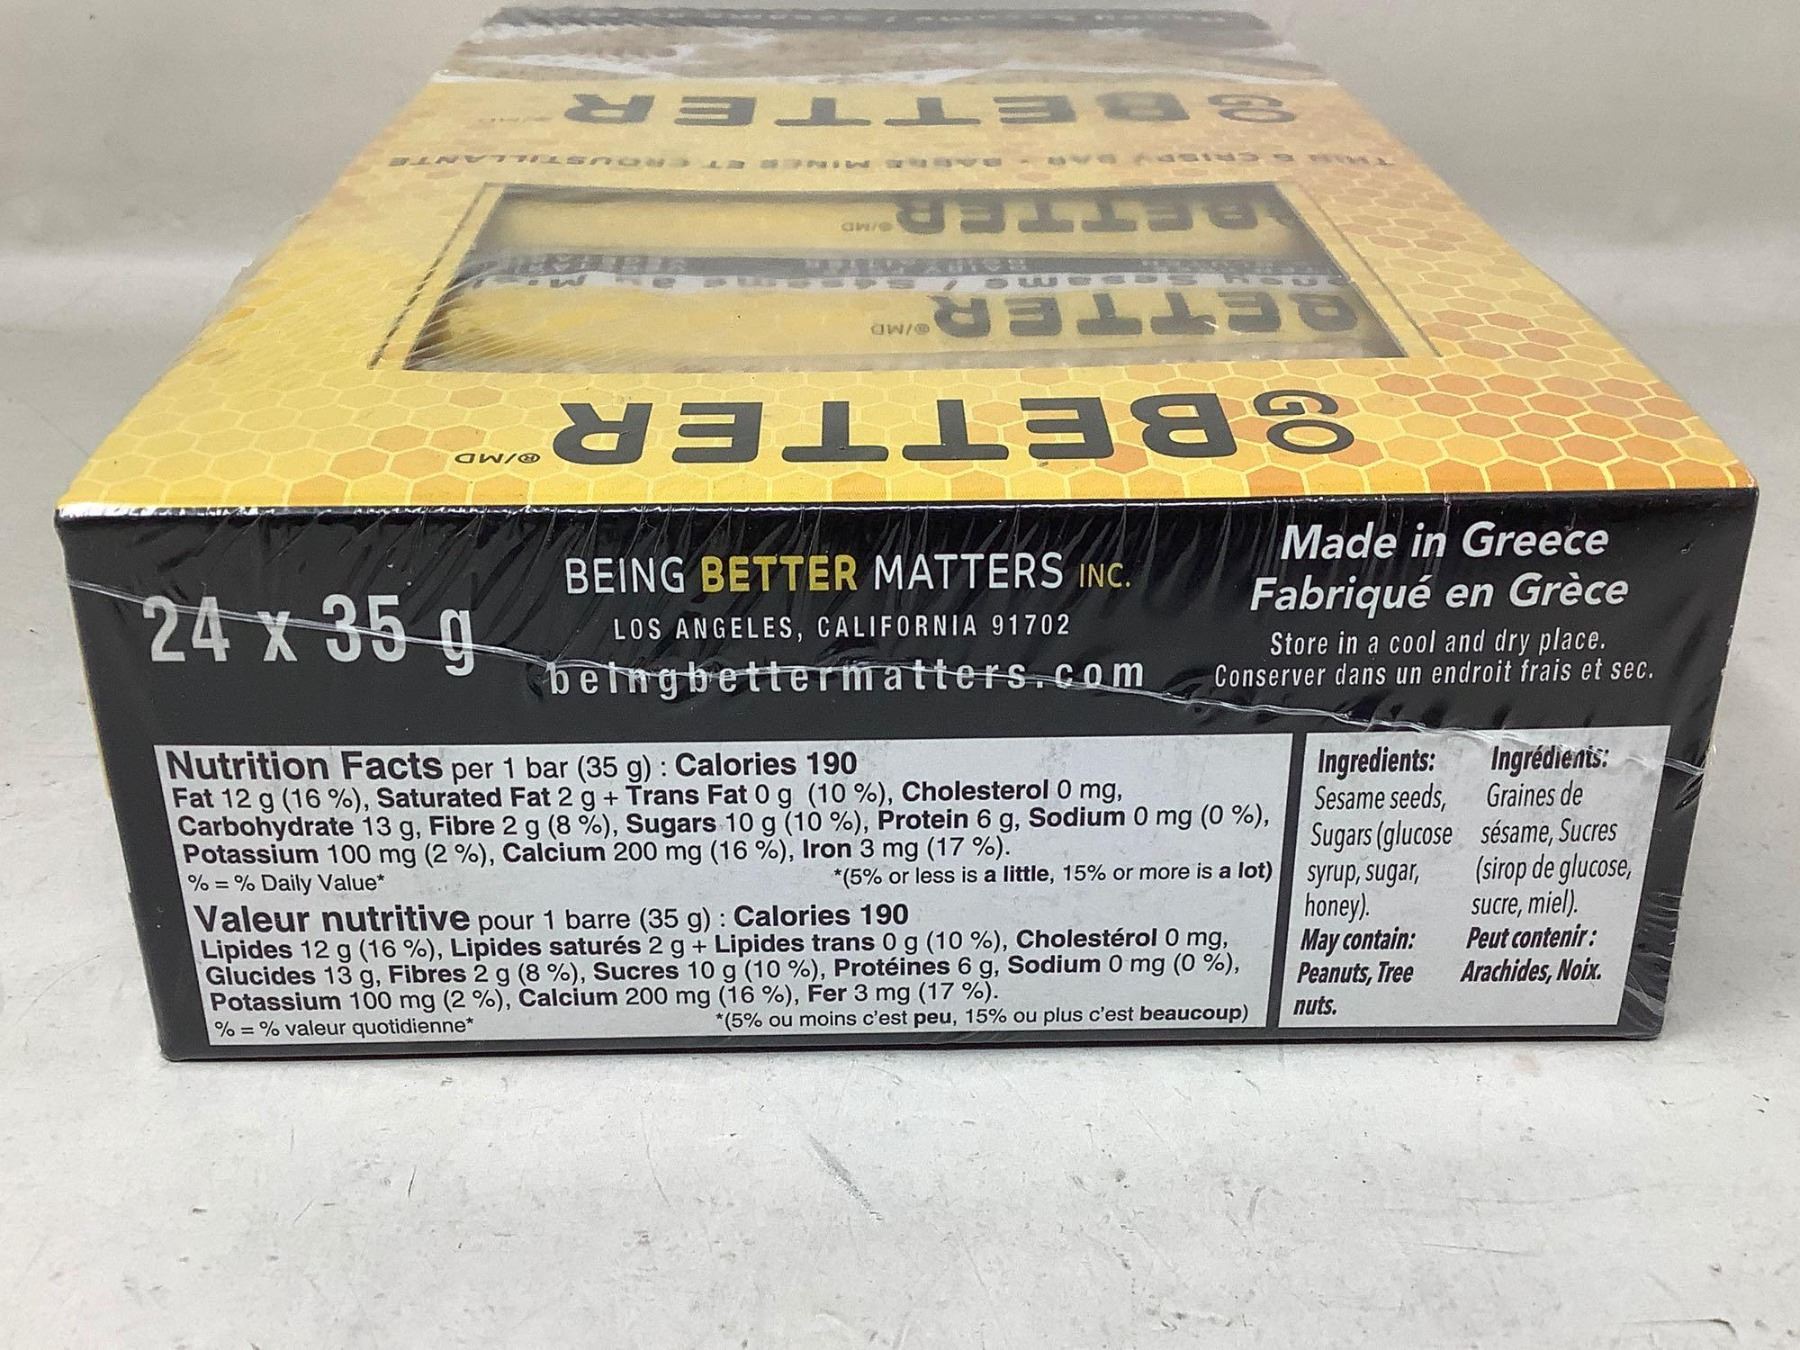 GO BETTER ®/MD
THIN & CRISPY BAR • BARRE MINCE ET CROUSTILLANTE
BETTER ®/MD
Honey Sesame / Sésame au Miel
BETTER ®/MD
GO BETTER ®/MD
24 x 35 g
BEING BETTER MATTERS INC.
LOS ANGELES, CALIFORNIA 91702
beingbettermatters.com
Made in Greece
Fabriqué en Grèce
Store in a cool and dry place.
Conserver dans un endroit frais et sec.
Nutrition Facts per 1 bar (35 g) : Calories 190
Fat 12 g (16 %), Saturated Fat 2 g + Trans Fat 0 g (10 %), Cholesterol 0 mg,
Carbohydrate 13 g, Fibre 2 g (8 %), Sugars 10 g (10 %), Protein 6 g, Sodium 0 mg (0 %),
Potassium 100 mg (2 %), Calcium 200 mg (16 %), Iron 3 mg (17 %).
% = % Daily Value*
*(5% or less is a little, 15% or more is a lot)
Valeur nutritive pour 1 barre (35 g) : Calories 190
Lipides 12 g (16 %), Lipides saturés 2 g + Lipides trans 0 g (10 %), Cholestérol 0 mg,
Glucides 13 g, Fibres 2 g (8 %), Sucres 10 g (10 %), Protéines 6 g, Sodium 0 mg (0 %),
Potassium 100 mg (2 %), Calcium 200 mg (16 %), Fer 3 mg (17 %).
% = % valeur quotidienne*
*(5% ou moins c'est peu, 15% ou plus c'est beaucoup)
Ingredients:
Sesame seeds,
Sugars (glucose
syrup, sugar,
honey).
May contain:
Peanuts, Tree
nuts.
Ingrédients:
Graines de
sésame, Sucres
(sirop de glucose,
sucre, miel).
Peut contenir :
Arachides, Noix.